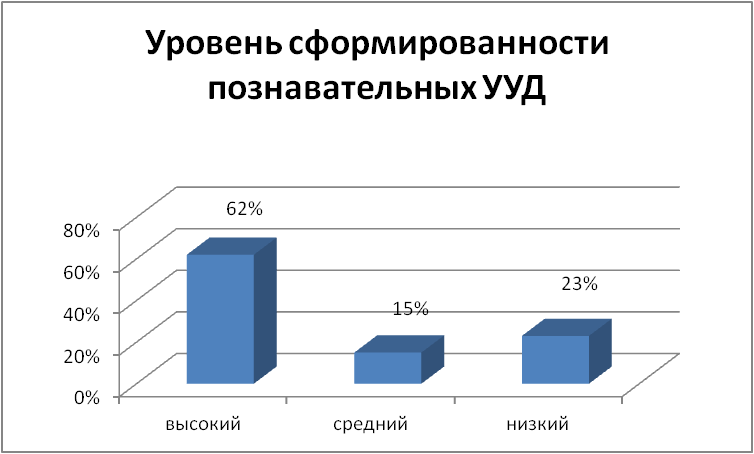 Уровень сформированности
познавательных УУД
62%
80%
60%
40%
20%
0%
15%
23%
высокий
средний
низкий